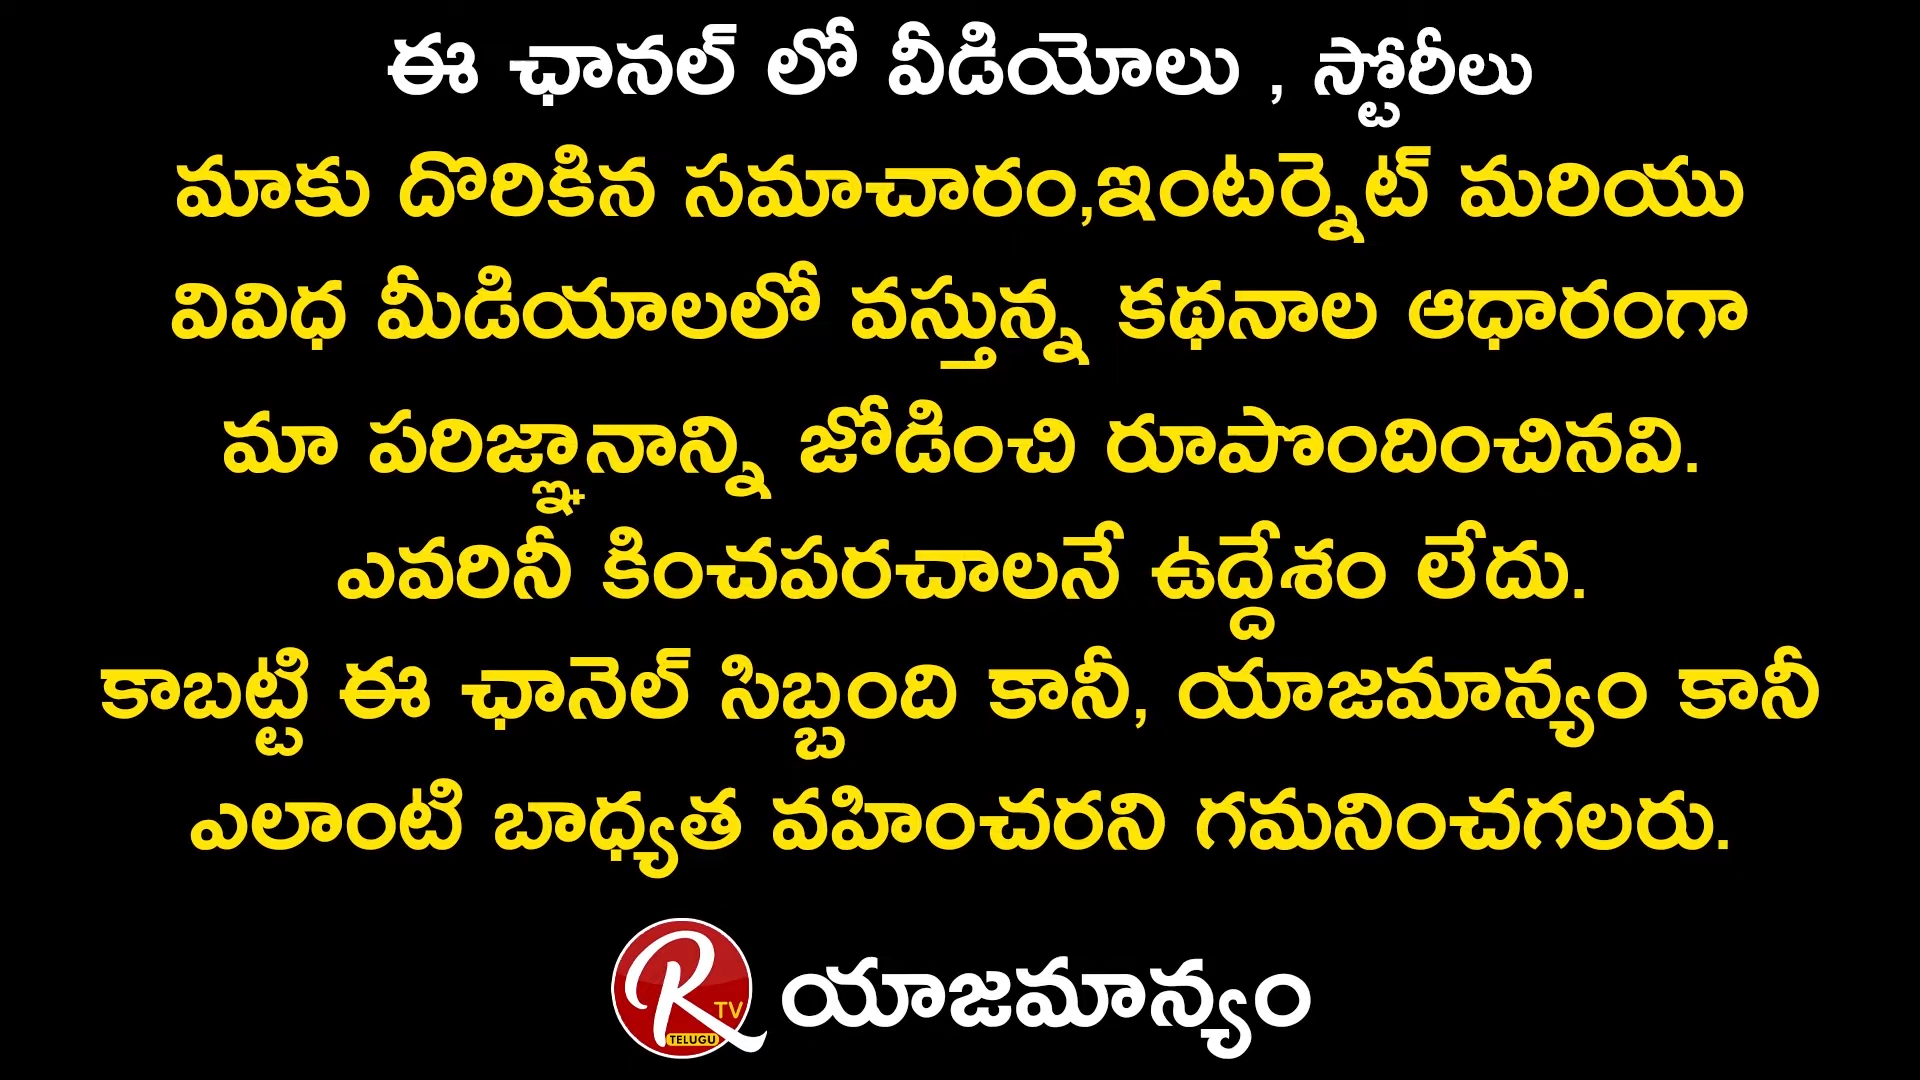 ఈ ఛానల్ లో వీడియోలు , స్టోరీలు
మాకు దొరికిన సమాచారం,ఇంటర్నెట్ మరియు
వివిధ మీడియాలలో వస్తున్న కథనాల ఆధారంగా
మా పరిజ్ఞానాన్ని జోడించి రూపొందించినవి.
ఎవరినీ కించపరచాలనే ఉద్దేశం లేదు.
కాబట్టి ఈ ఛానెల్ సిబ్బంది కానీ, యాజమాన్యం కానీ
ఎలాంటి బాధ్యత వహించరని గమనించగలరు.
R TV TELUGU యాజమాన్యం